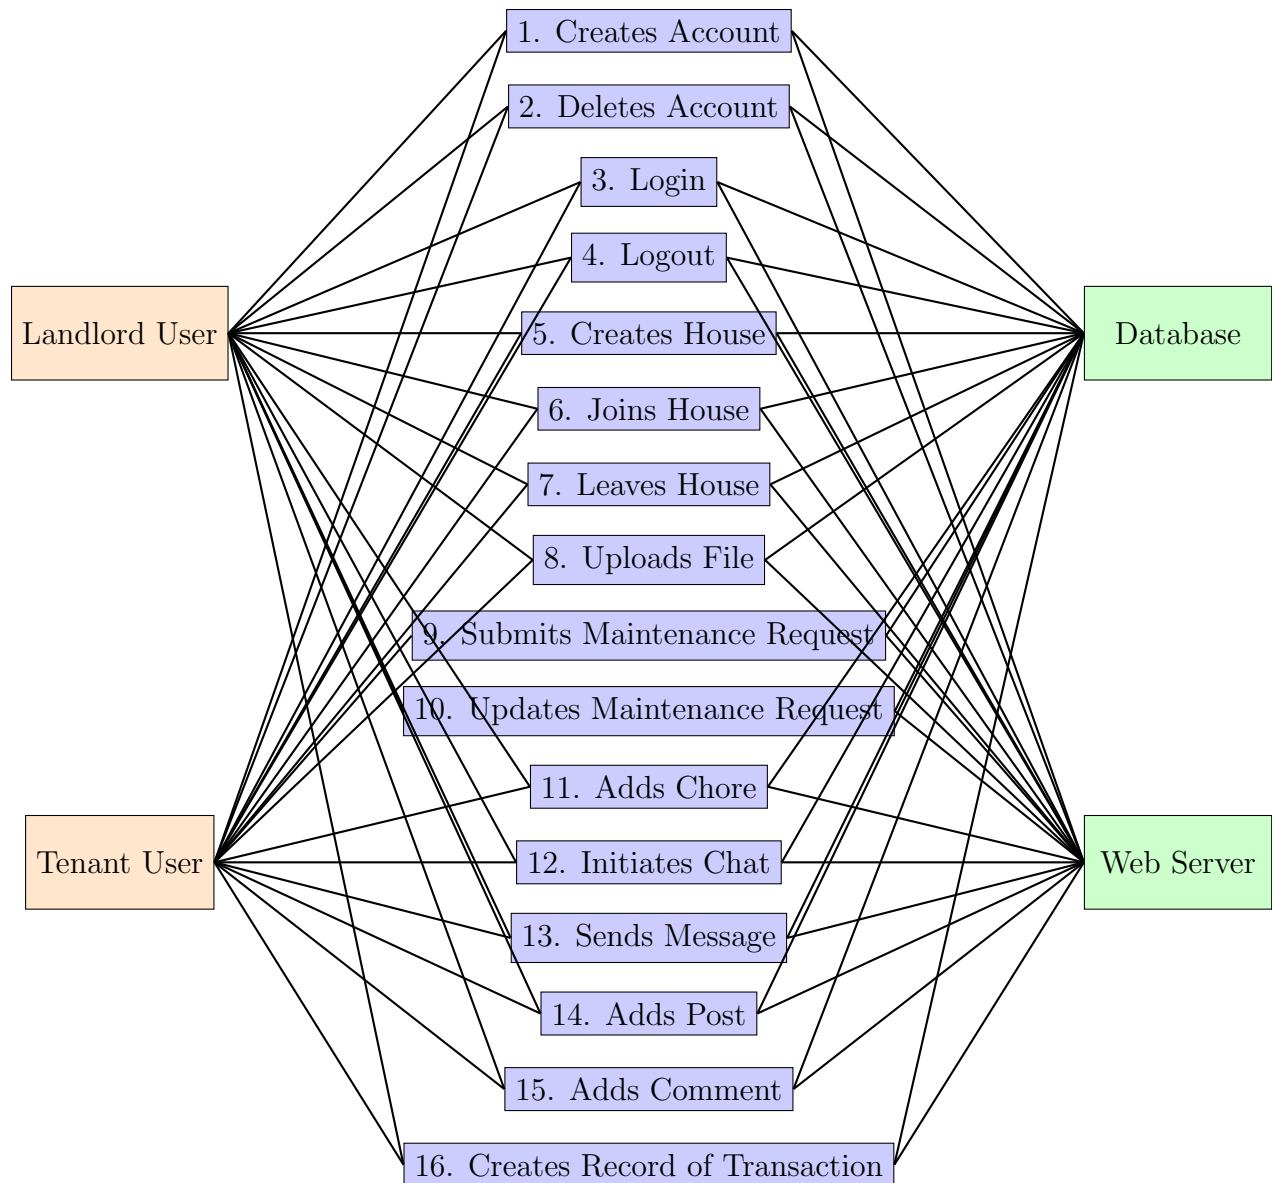 1. Creates Account
2. Deletes Account
3. Login
4. Logout
Landlord User
5. Creates House
Database
6. Joins House
7. Leaves House
8. Uploads File
9. Submits Maintenance Request
10. Updates Maintenance Request
11. Adds Chore
Tenant User
12. Initiates Chat
Web Server
13. Sends Message
14. Adds Post
15. Adds Comment
16. Creates Record of Transaction